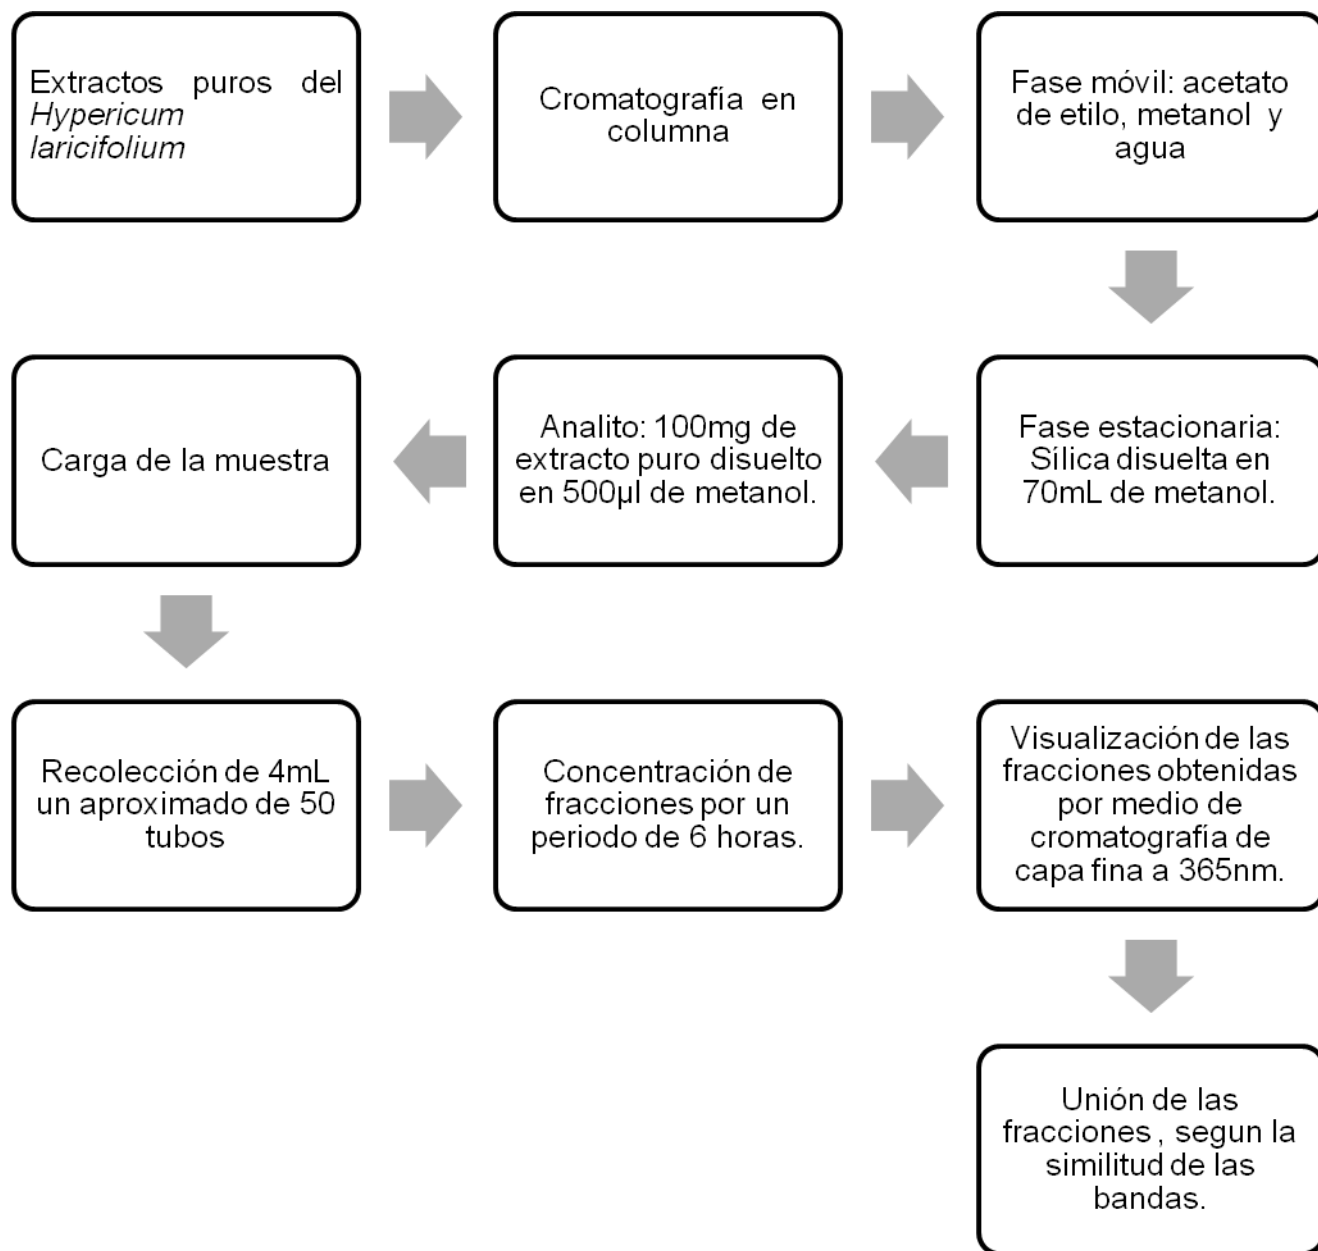 Extractos puros del
Hypericum
laricifolium
Cromatografía en
columna
Fase móvil: acetato
de etilo, metanol y
agua
Fase estacionaria:
Sílica disuelta en
70mL de metanol.
Analito: 100mg de
extracto puro disuelto
en 500µl de metanol.
Carga de la muestra
Recolección de 4mL
un aproximado de 50
tubos
Concentración de
fracciones por un
periodo de 6 horas.
Visualización de las
fracciones obtenidas
por medio de
cromatografía de
capa fina a 365nm.
Unión de las
fracciones , segun la
similitud de las
bandas.